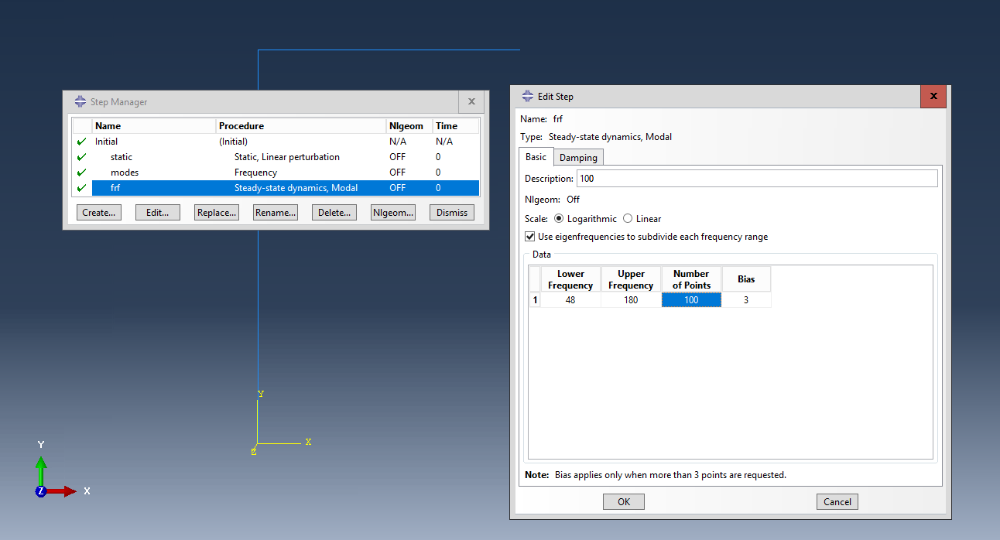 Step Manager
Name Procedure Nlgeom Time
Initial (Initial) N/A N/A
static Static, Linear perturbation OFF 0
modes Frequency OFF 0
frf Steady-state dynamics, Modal OFF 0
Create... Edit... Replace... Rename... Delete... Nlgeom... Dismiss
Y
X
Z
Y
X
Z
Edit Step
Name: frf
Type: Steady-state dynamics, Modal
Basic Damping
Description: 100
Nlgeom: Off
Scale: Logarithmic Linear
Use eigenfrequencies to subdivide each frequency range
Data
Lower Upper Number
Frequency Frequency of Points Bias
1 48 180 100 3
Note: Bias applies only when more than 3 points are requested.
OK Cancel